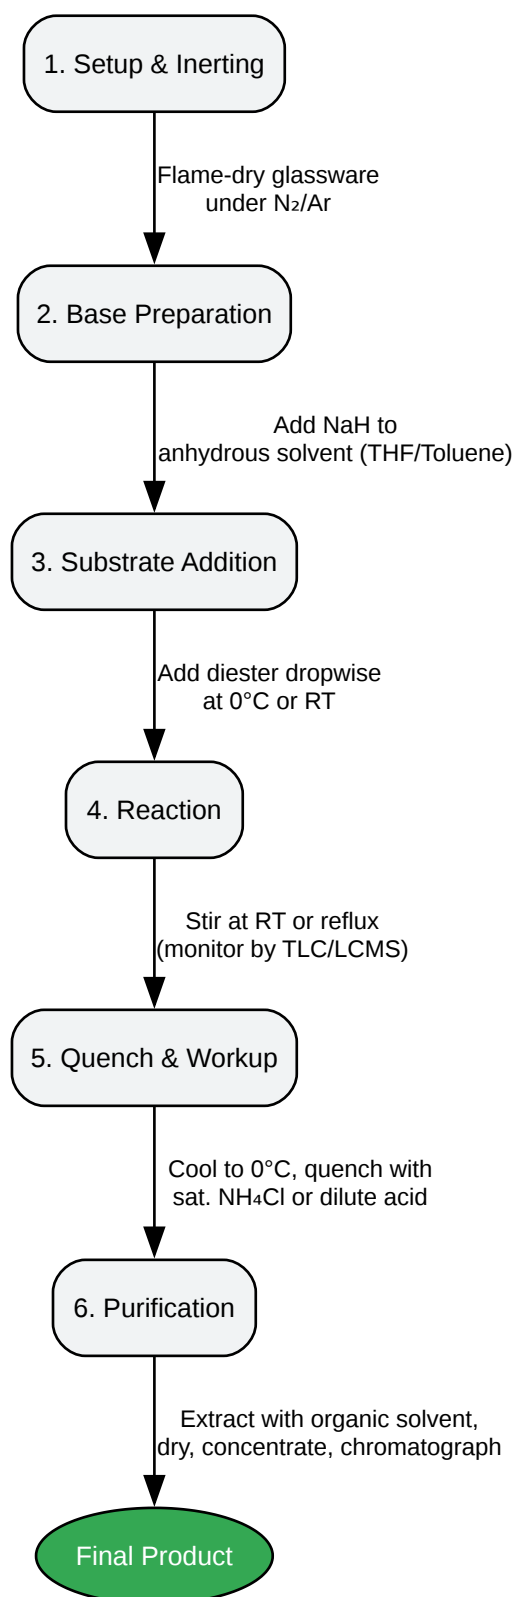 1. Setup & Inerting
Flame-dry glassware
under N₂/Ar
2. Base Preparation
Add NaH to
anhydrous solvent (THF/Toluene)
3. Substrate Addition
Add diester dropwise
at 0°C or RT
4. Reaction
Stir at RT or reflux
(monitor by TLC/LCMS)
5. Quench & Workup
Cool to 0°C, quench with
sat. NH₄Cl or dilute acid
6. Purification
Extract with organic solvent,
dry, concentrate, chromatograph
Final Product